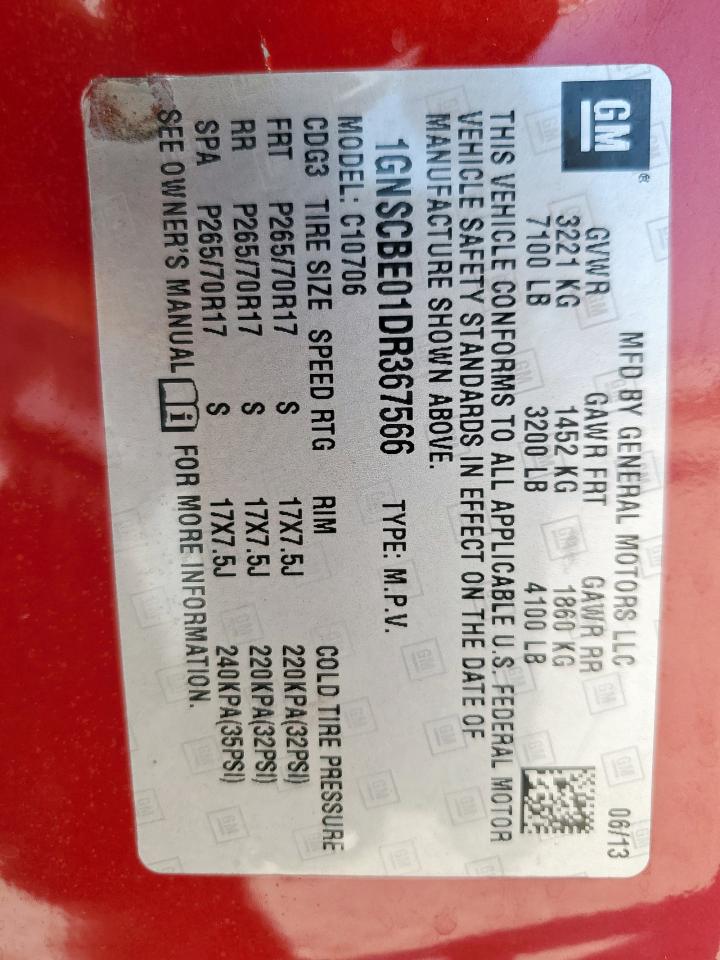 GM®
MFD BY GENERAL MOTORS LLC 06/13
GVWR GAWR FRT GAWR RR
3221 KG 1452 KG 1860 KG
7100 LB 3200 LB 4100 LB
THIS VEHICLE CONFORMS TO ALL APPLICABLE U.S. FEDERAL MOTOR
VEHICLE SAFETY STANDARDS IN EFFECT ON THE DATE OF
MANUFACTURE SHOWN ABOVE.
1GNSCBE01DR367566 TYPE: M.P.V.
MODEL: C10706
CDG3 TIRE SIZE SPEED RTG RIM COLD TIRE PRESSURE
FRT P265/70R17 S 17X7.5J 220KPA(32PSI)
RR P265/70R17 S 17X7.5J 220KPA(32PSI)
SPA P265/70R17 S 17X7.5J 240KPA(35PSI)
SEE OWNER'S MANUAL i FOR MORE INFORMATION.